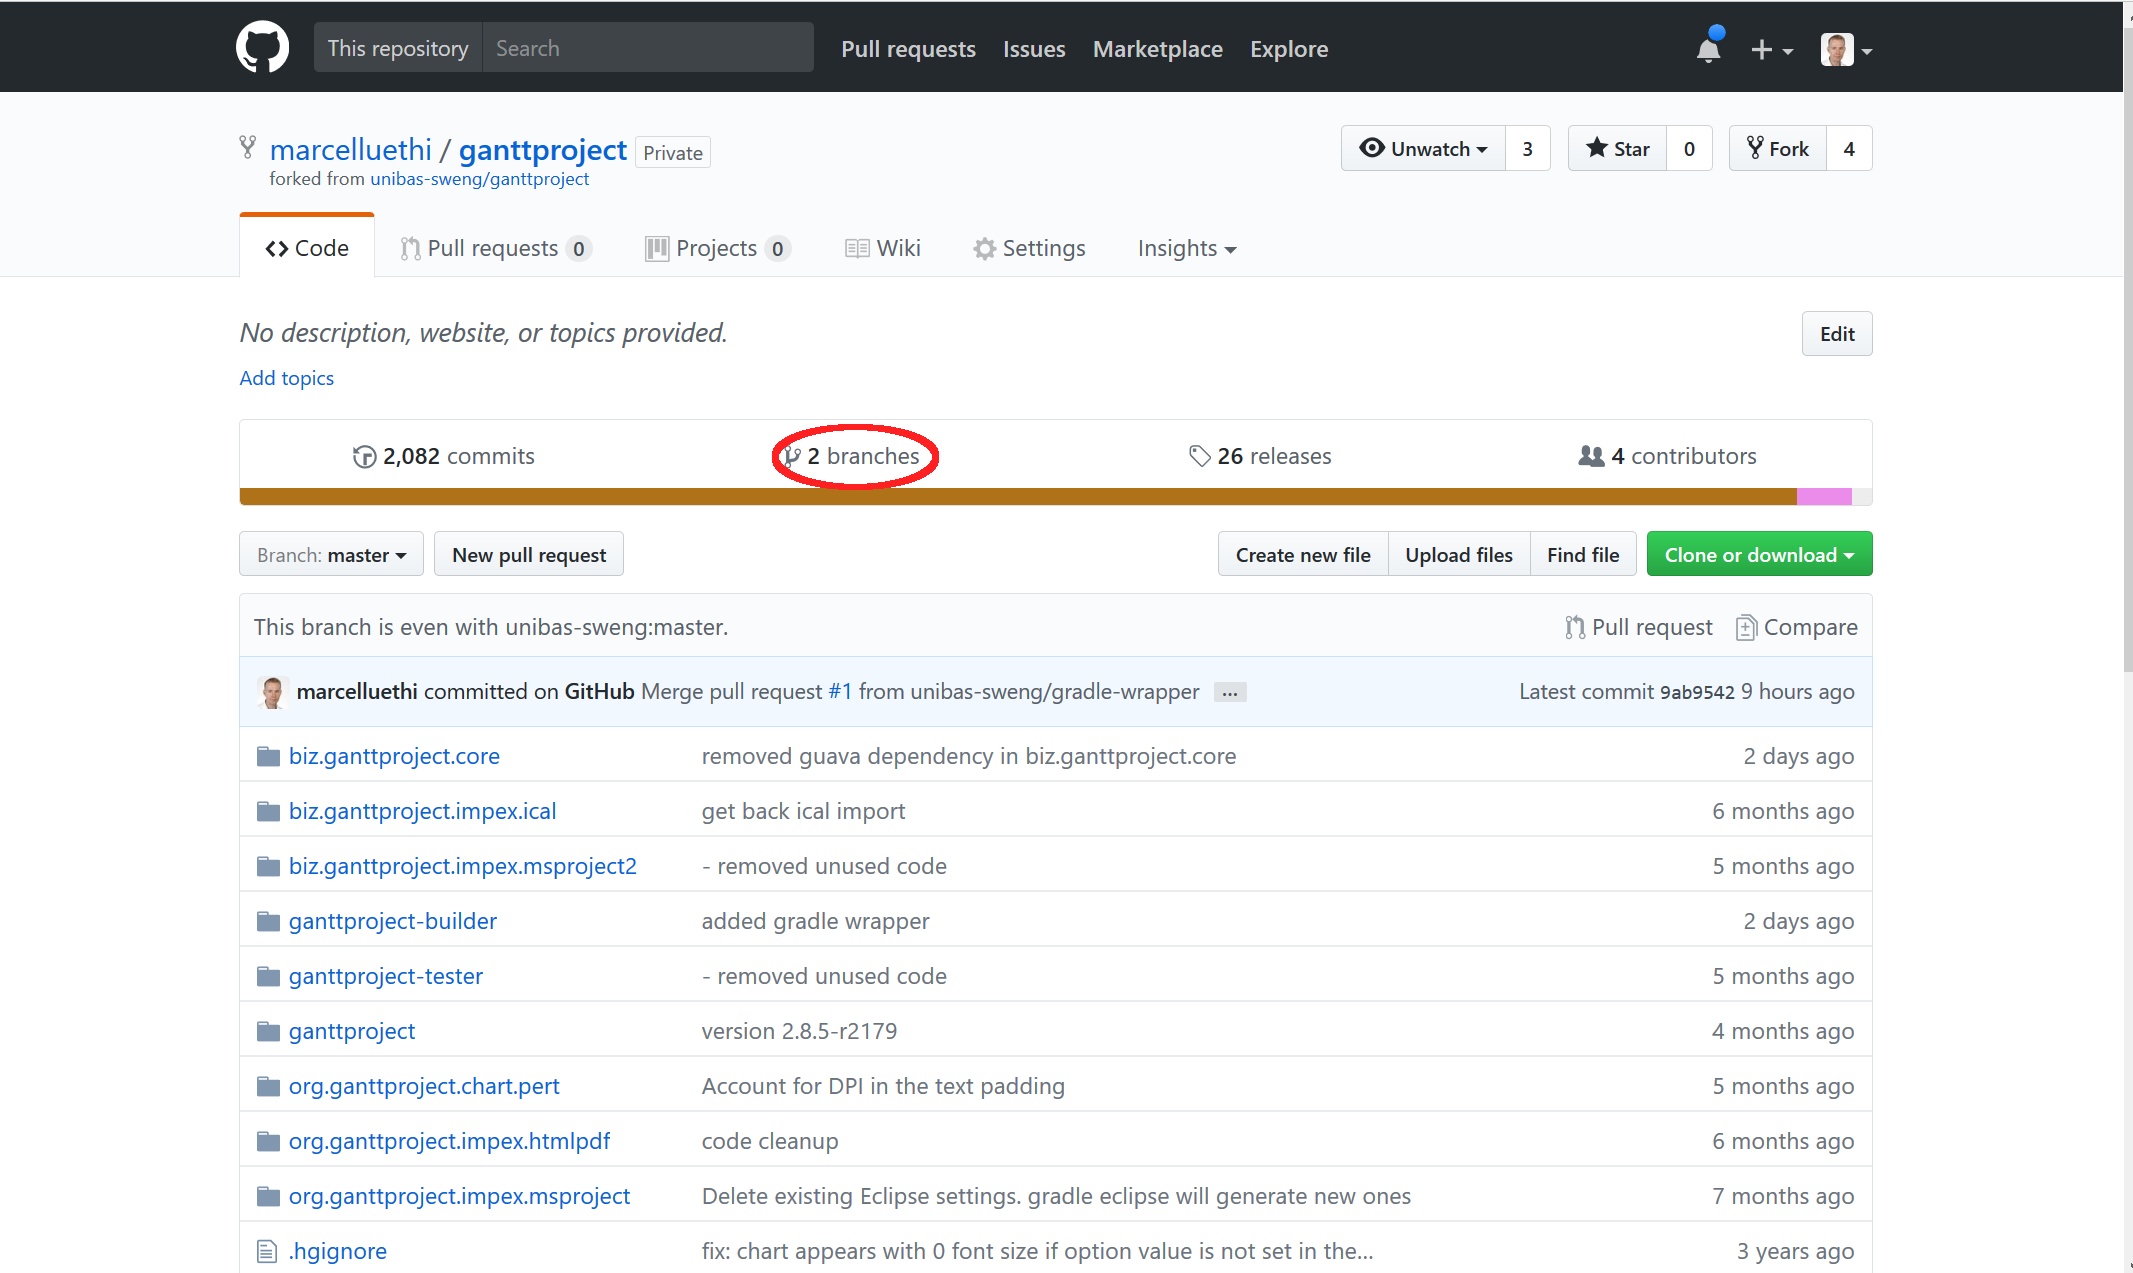 This repository Search Pull requests Issues Marketplace Explore
marcelluethi / ganttproject Private Unwatch 3 Star 0 Fork 4
forked from unibas-sweng/ganttproject
Code Pull requests 0 Projects 0 Wiki Settings Insights
No description, website, or topics provided. Edit
Add topics
2,082 commits 2 branches 26 releases 4 contributors
Branch: master New pull request Create new file Upload files Find file Clone or download
This branch is even with unibas-sweng:master. Pull request Compare
marcelluethi committed on GitHub Merge pull request #1 from unibas-sweng/gradle-wrapper ... Latest commit 9ab9542 9 hours ago
biz.ganttproject.core removed guava dependency in biz.ganttproject.core 2 days ago
biz.ganttproject.impex.ical get back ical import 6 months ago
biz.ganttproject.impex.msproject2 - removed unused code 5 months ago
ganttproject-builder added gradle wrapper 2 days ago
ganttproject-tester - removed unused code 5 months ago
ganttproject version 2.8.5-r2179 4 months ago
org.ganttproject.chart.pert Account for DPI in the text padding 5 months ago
org.ganttproject.impex.htmlpdf code cleanup 6 months ago
org.ganttproject.impex.msproject Delete existing Eclipse settings. gradle eclipse will generate new ones 7 months ago
.hgignore fix: chart appears with 0 font size if option value is not set in the... 3 years ago